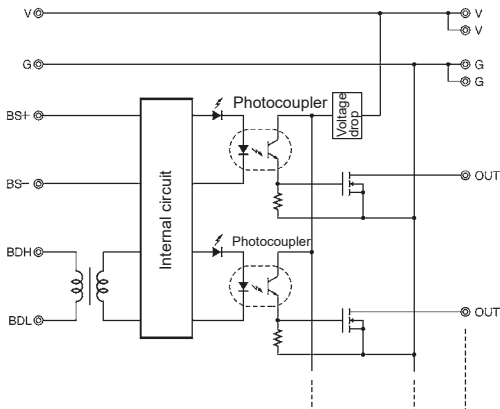 V
V
V
G
G
G
Photocoupler
Voltage drop
BS+
BS−
OUT
Internal circuit
BDH
Photocoupler
BDL
OUT